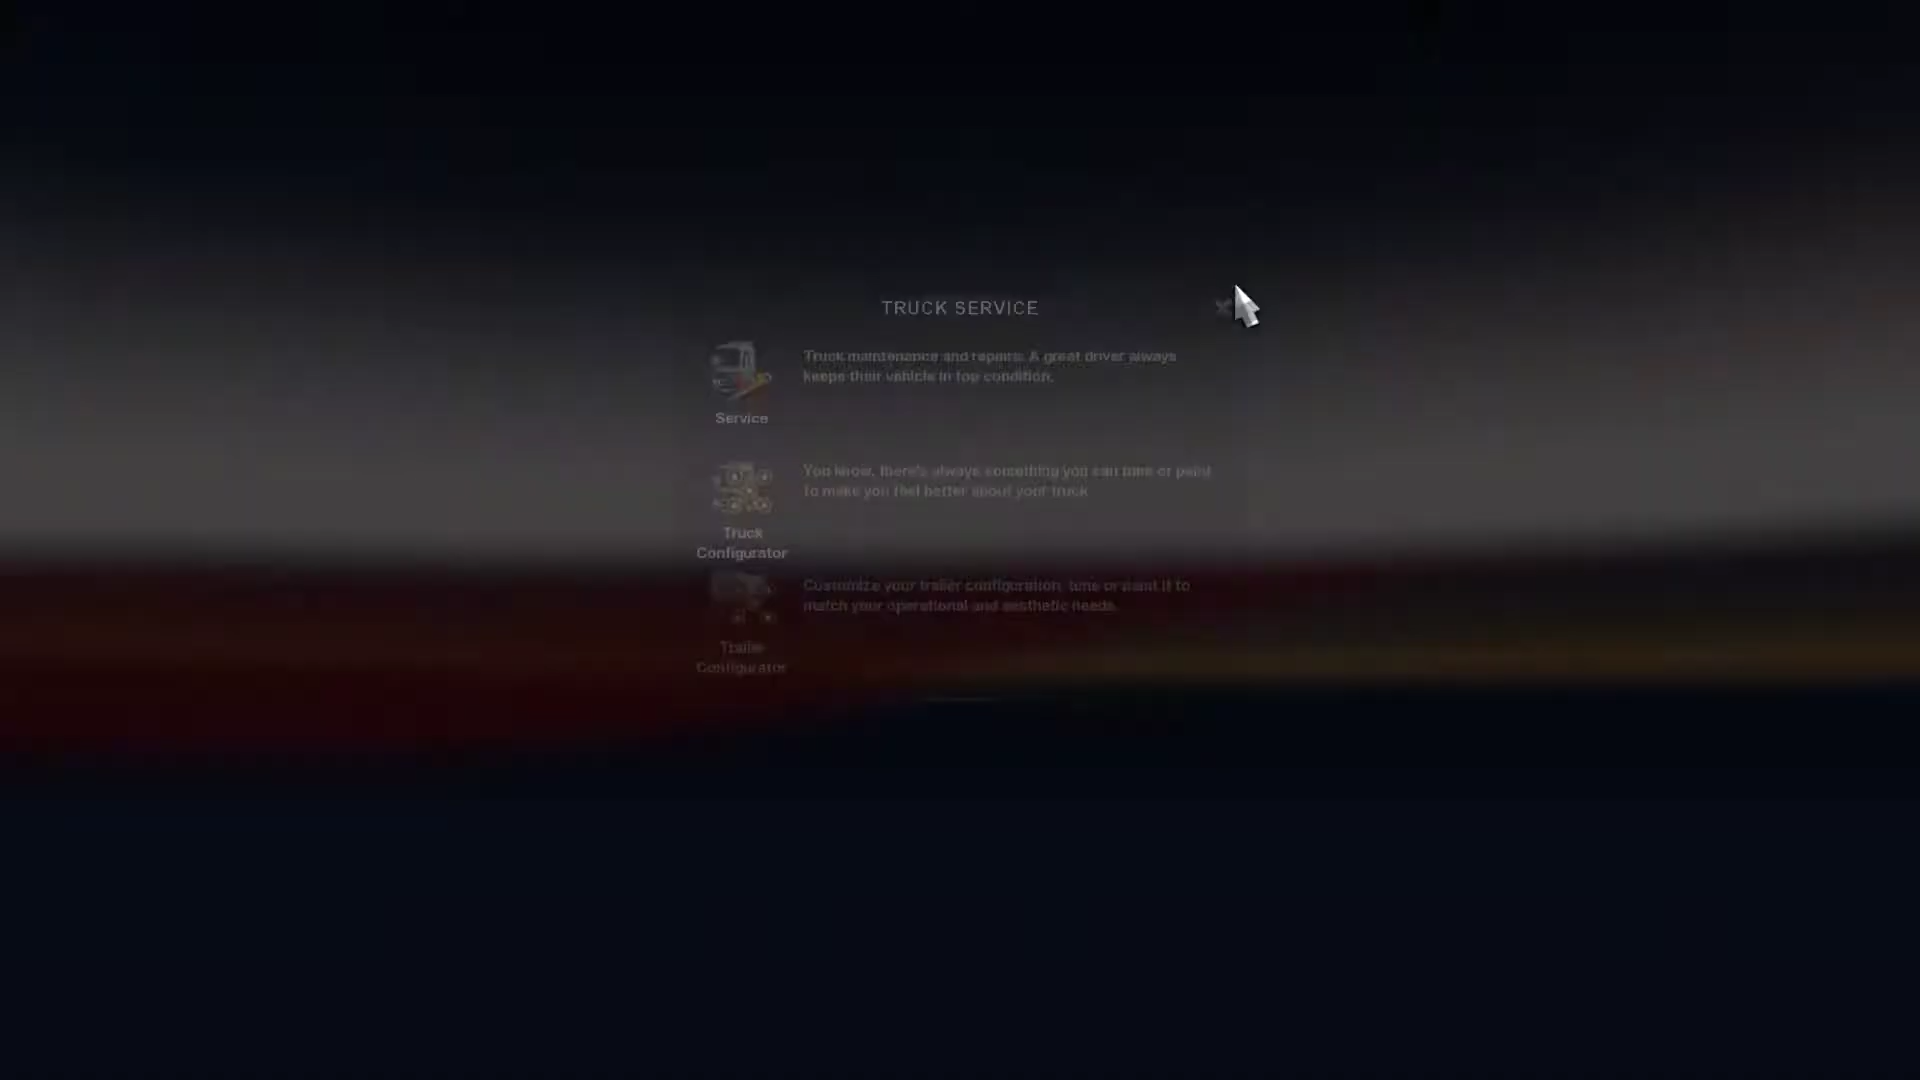 TRUCK SERVICE
Truck maintenance and repairs. A great driver always
keeps their vehicle in top condition.
Service
You know, there's always something you can tune or paint
to make you feel better about your truck.
Truck
Configurator
Customize your trailer configuration, tune or paint it to
match your operational and aesthetic needs.
Trailer
Configurator